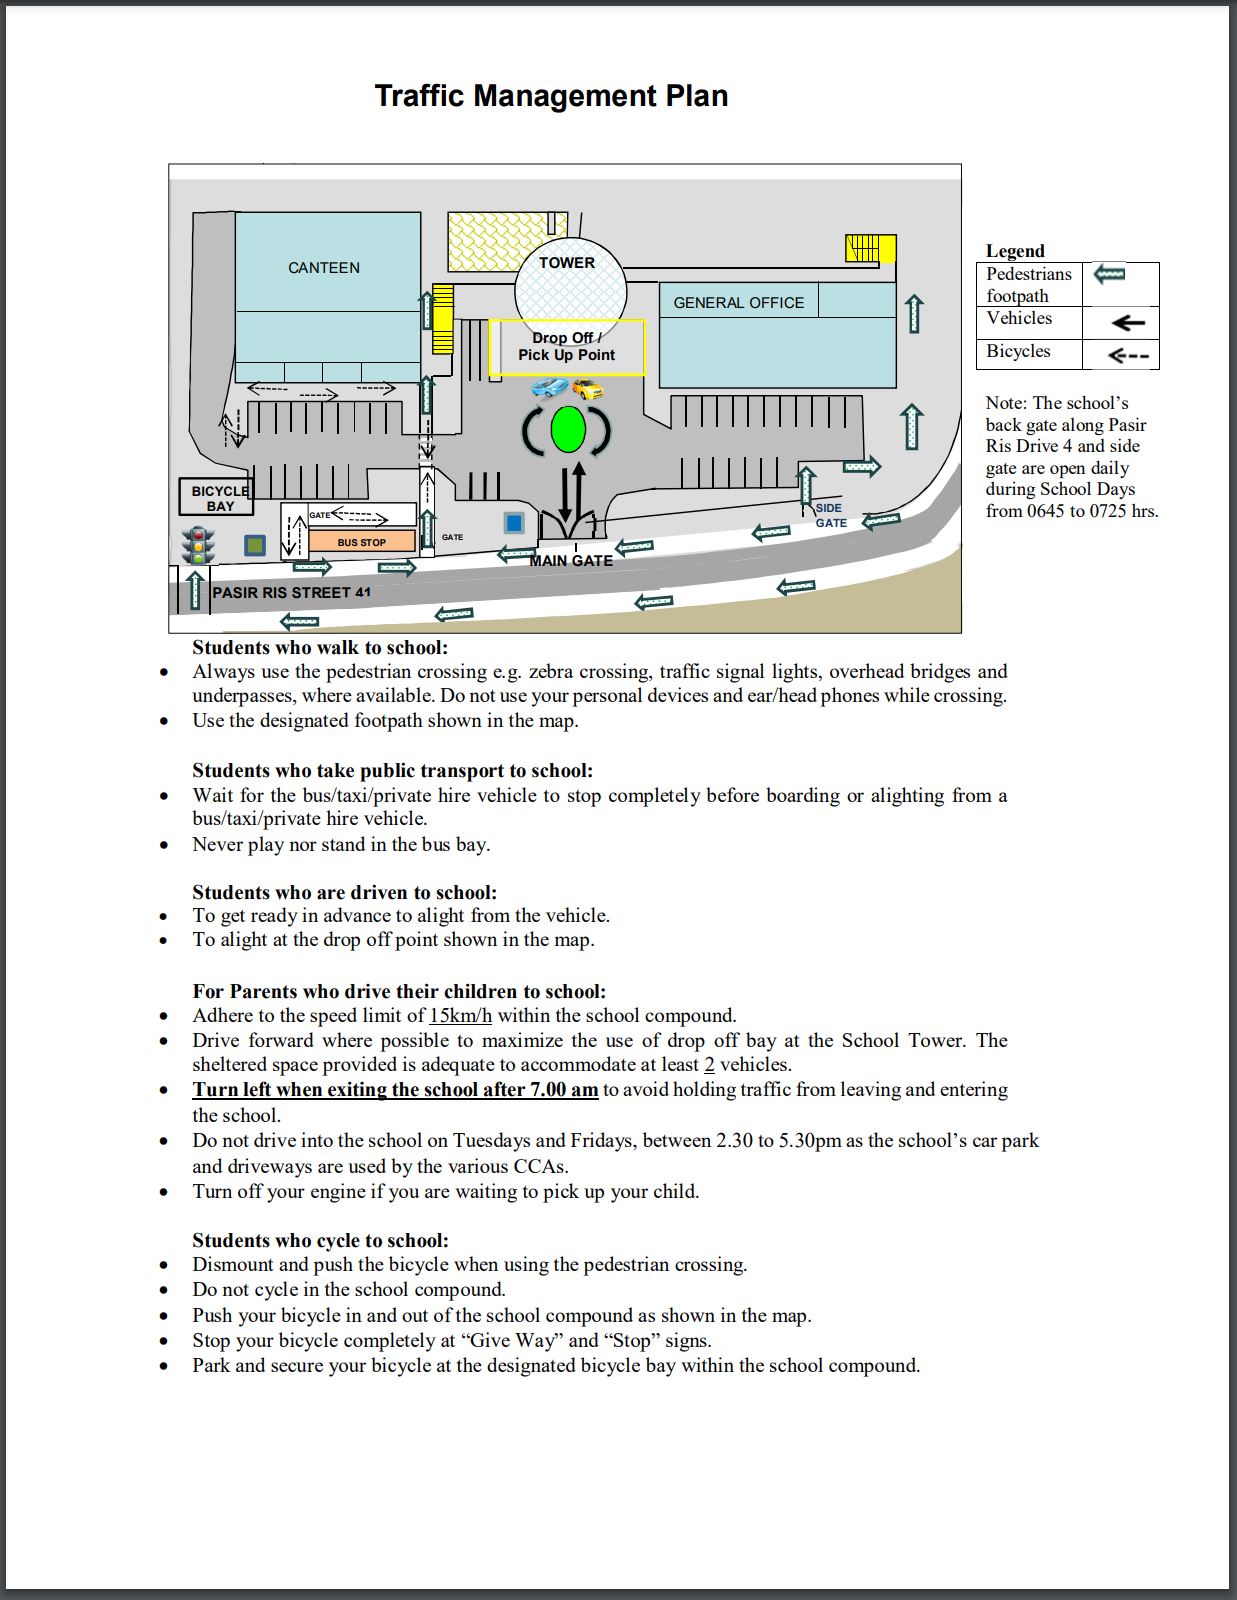 Traffic Management Plan
CANTEEN
TOWER
GENERAL OFFICE
Drop Off /
Pick Up Point
BICYCLE
BAY
GATE
BUS STOP
GATE
SIDE
GATE
MAIN GATE
PASIR RIS STREET 41
Legend
Pedestrians
footpath
Vehicles
Bicycles
Note: The school’s
back gate along Pasir
Ris Drive 4 and side
gate are open daily
during School Days
from 0645 to 0725 hrs.
Students who walk to school:
• Always use the pedestrian crossing e.g. zebra crossing, traffic signal lights, overhead bridges and
underpasses, where available. Do not use your personal devices and ear/head phones while crossing.
• Use the designated footpath shown in the map.
Students who take public transport to school:
• Wait for the bus/taxi/private hire vehicle to stop completely before boarding or alighting from a
bus/taxi/private hire vehicle.
• Never play nor stand in the bus bay.
Students who are driven to school:
• To get ready in advance to alight from the vehicle.
• To alight at the drop off point shown in the map.
For Parents who drive their children to school:
• Adhere to the speed limit of 15km/h within the school compound.
• Drive forward where possible to maximize the use of drop off bay at the School Tower. The
sheltered space provided is adequate to accommodate at least 2 vehicles.
• Turn left when exiting the school after 7.00 am to avoid holding traffic from leaving and entering
the school.
• Do not drive into the school on Tuesdays and Fridays, between 2.30 to 5.30pm as the school’s car park
and driveways are used by the various CCAs.
• Turn off your engine if you are waiting to pick up your child.
Students who cycle to school:
• Dismount and push the bicycle when using the pedestrian crossing.
• Do not cycle in the school compound.
• Push your bicycle in and out of the school compound as shown in the map.
• Stop your bicycle completely at “Give Way” and “Stop” signs.
• Park and secure your bicycle at the designated bicycle bay within the school compound.